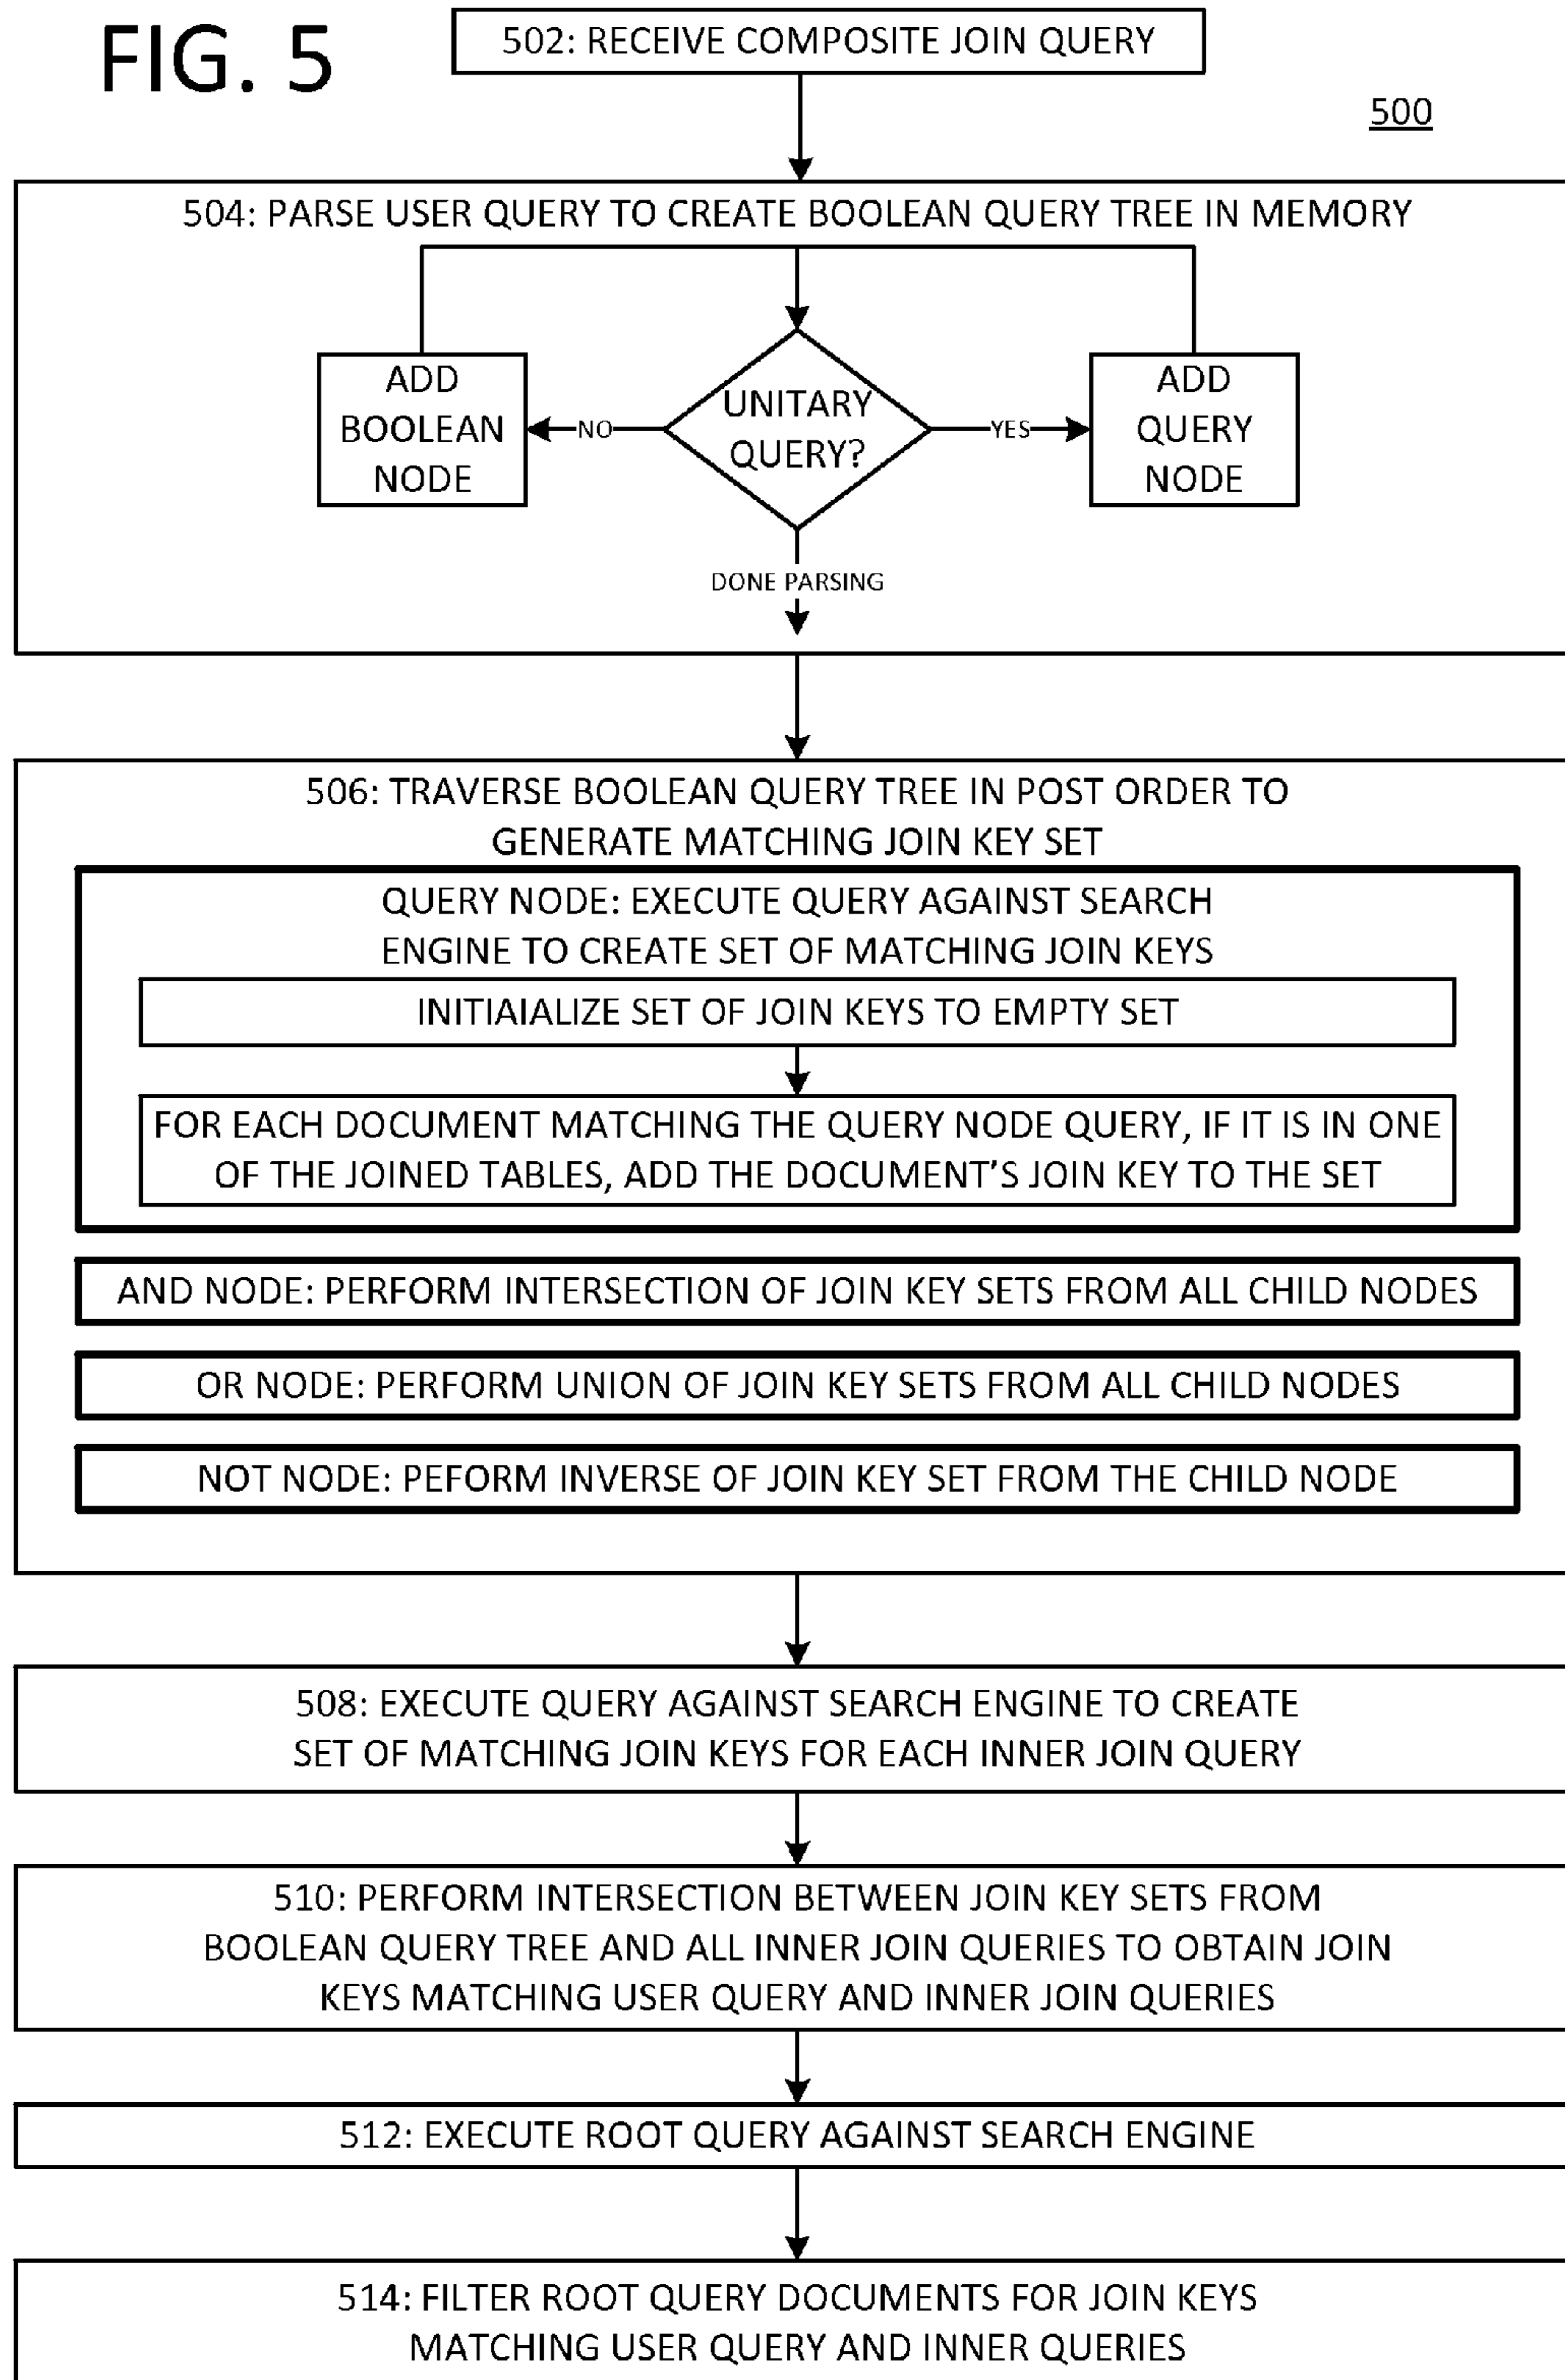 FIG. 5
502: RECEIVE COMPOSITE JOIN QUERY
500
504: PARSE USER QUERY TO CREATE BOOLEAN QUERY TREE IN MEMORY
ADD
BOOLEAN
NODE
NO
UNITARY
QUERY?
YES
ADD
QUERY
NODE
DONE PARSING
506: TRAVERSE BOOLEAN QUERY TREE IN POST ORDER TO
GENERATE MATCHING JOIN KEY SET
QUERY NODE: EXECUTE QUERY AGAINST SEARCH
ENGINE TO CREATE SET OF MATCHING JOIN KEYS
INITIAIALIZE SET OF JOIN KEYS TO EMPTY SET
FOR EACH DOCUMENT MATCHING THE QUERY NODE QUERY, IF IT IS IN ONE
OF THE JOINED TABLES, ADD THE DOCUMENT'S JOIN KEY TO THE SET
AND NODE: PERFORM INTERSECTION OF JOIN KEY SETS FROM ALL CHILD NODES
OR NODE: PERFORM UNION OF JOIN KEY SETS FROM ALL CHILD NODES
NOT NODE: PEFORM INVERSE OF JOIN KEY SET FROM THE CHILD NODE
508: EXECUTE QUERY AGAINST SEARCH ENGINE TO CREATE
SET OF MATCHING JOIN KEYS FOR EACH INNER JOIN QUERY
510: PERFORM INTERSECTION BETWEEN JOIN KEY SETS FROM
BOOLEAN QUERY TREE AND ALL INNER JOIN QUERIES TO OBTAIN JOIN
KEYS MATCHING USER QUERY AND INNER JOIN QUERIES
512: EXECUTE ROOT QUERY AGAINST SEARCH ENGINE
514: FILTER ROOT QUERY DOCUMENTS FOR JOIN KEYS
MATCHING USER QUERY AND INNER QUERIES